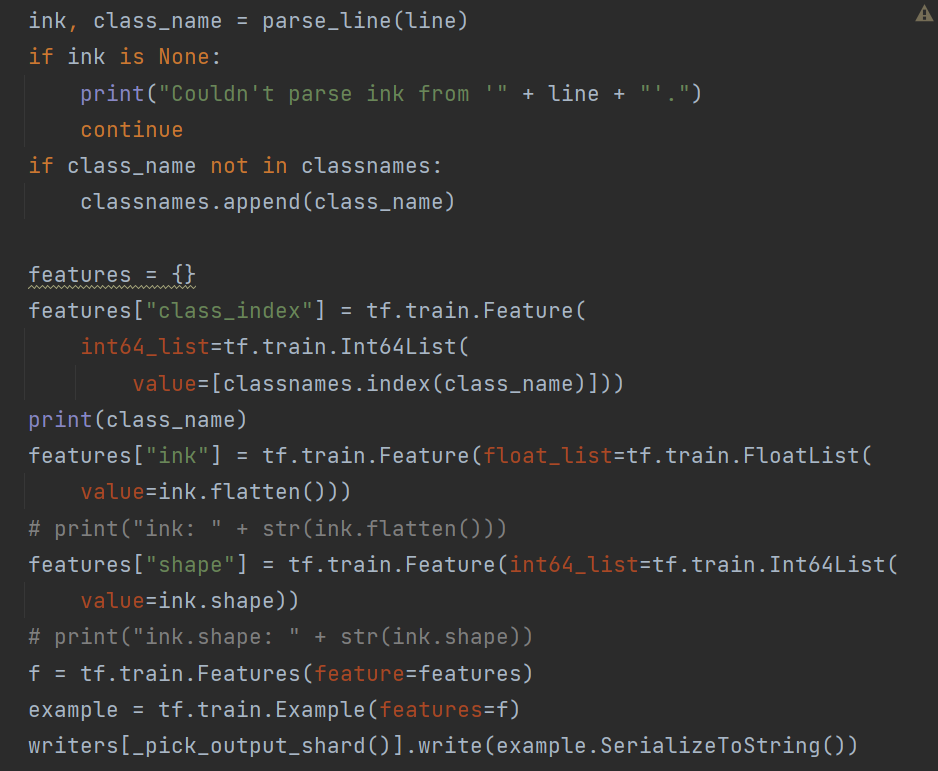 ink, class_name = parse_line(line)
if ink is None:
    print("Couldn't parse ink from '" + line + "'.")
    continue
if class_name not in classnames:
    classnames.append(class_name)

features = {}
features["class_index"] = tf.train.Feature(
    int64_list=tf.train.Int64List(
        value=[classnames.index(class_name)]))
print(class_name)
features["ink"] = tf.train.Feature(float_list=tf.train.FloatList(
    value=ink.flatten()))
# print("ink: " + str(ink.flatten()))
features["shape"] = tf.train.Feature(int64_list=tf.train.Int64List(
    value=ink.shape))
# print("ink.shape: " + str(ink.shape))
f = tf.train.Features(feature=features)
example = tf.train.Example(features=f)
writers[_pick_output_shard()].write(example.SerializeToString())